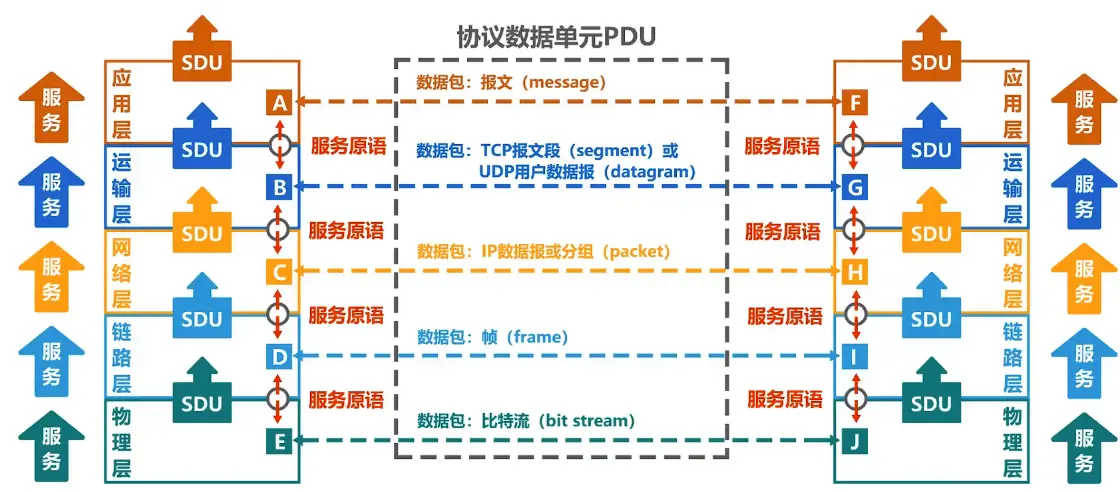 协议数据单元PDU
SDU
SDU
服务
应用层
A
数据包：报文（message）
F
应用层
服务
SDU
服务原语
服务原语
SDU
数据包：TCP报文段（segment）或
UDP用户数据报（datagram）
服务
运输层
B
G
运输层
服务
SDU
服务原语
服务原语
SDU
服务
网络层
C
数据包：IP数据报或分组（packet）
H
网络层
服务
SDU
服务原语
服务原语
SDU
服务
链路层
D
数据包：帧（frame）
I
链路层
服务
SDU
服务原语
服务原语
SDU
服务
物理层
E
数据包：比特流（bit stream）
J
物理层
服务